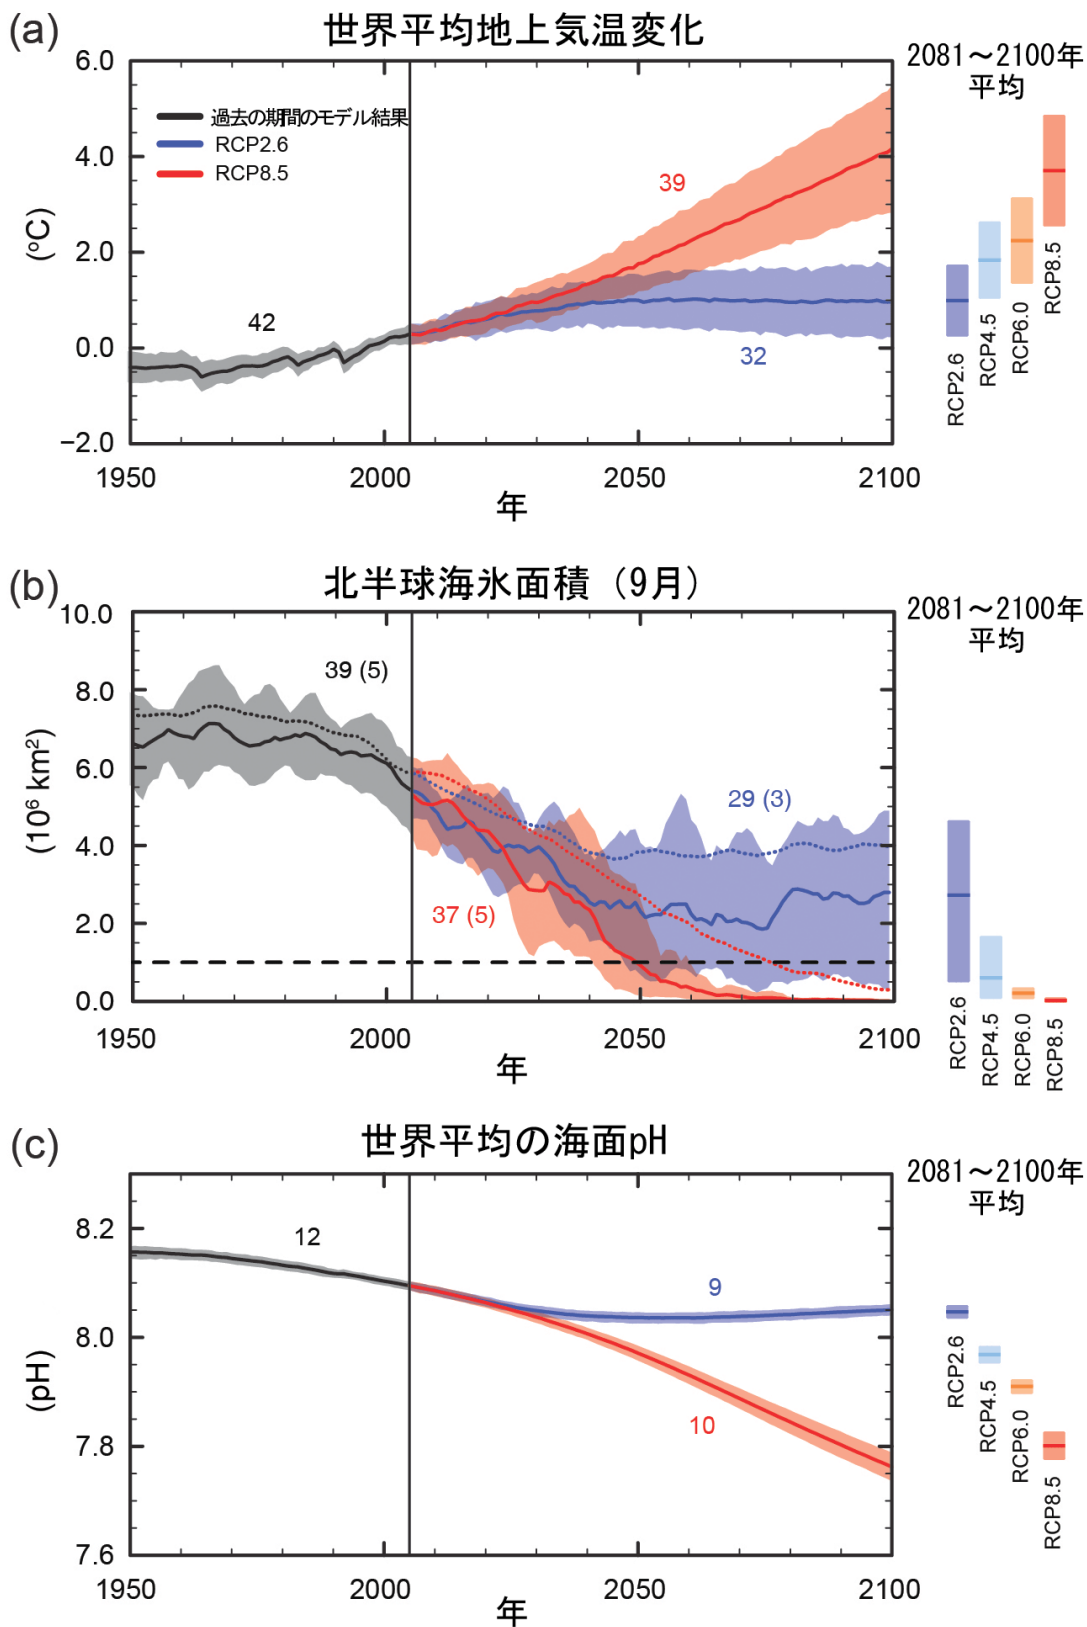 (a)
世界平均地上気温変化
2081～2100年
平均
6.0
4.0
2.0
0.0
−2.0
(°C)
過去の期間のモデル結果
RCP2.6
RCP8.5
42
39
32
1950
2000
2050
2100
年
RCP2.6
RCP4.5
RCP6.0
RCP8.5
(b)
北半球海氷面積（9月）
2081～2100年
平均
10.0
8.0
6.0
4.0
2.0
0.0
(10⁶ km²)
39 (5)
29 (3)
37 (5)
1950
2000
2050
2100
年
RCP2.6
RCP4.5
RCP6.0
RCP8.5
(c)
世界平均の海面pH
2081～2100年
平均
8.2
8.0
7.8
7.6
(pH)
12
9
10
1950
2000
2050
2100
年
RCP2.6
RCP4.5
RCP6.0
RCP8.5